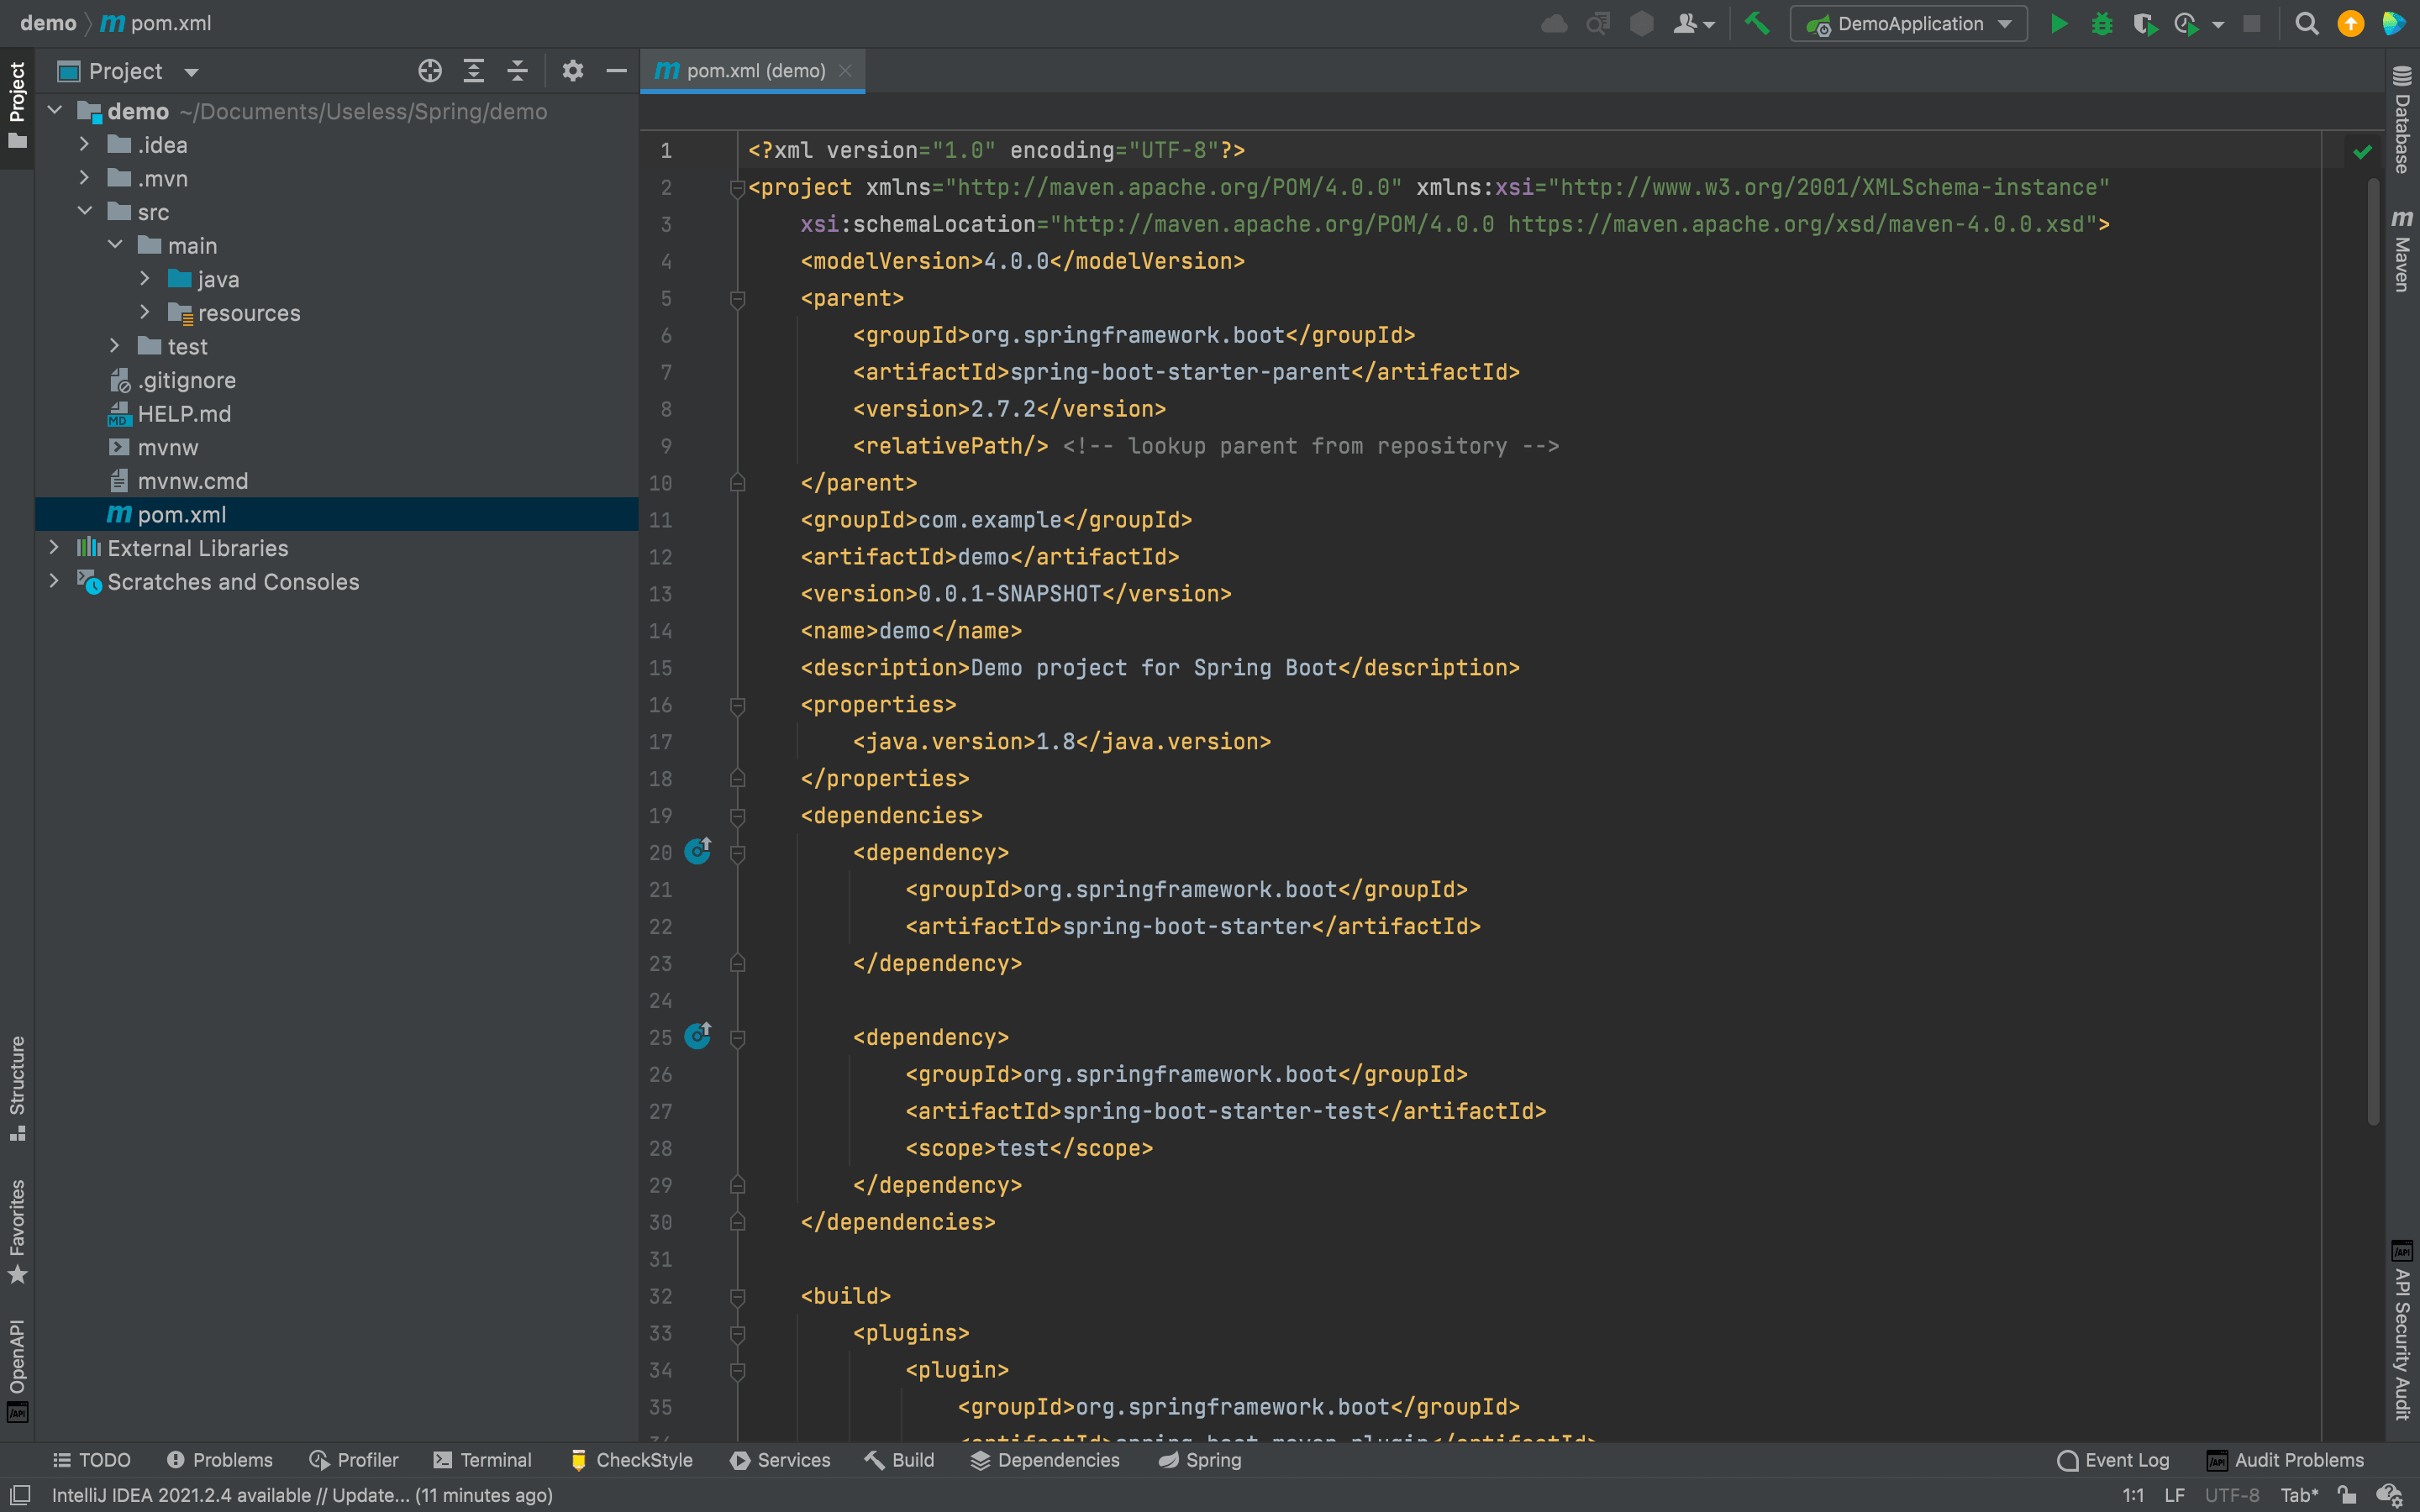 demo pom.xml
DemoApplication
Project
pom.xml (demo)
Project
demo ~/Documents/Useless/Spring/demo
.idea
.mvn
src
main
java
resources
test
.gitignore
HELP.md
mvnw
mvnw.cmd
pom.xml
External Libraries
Scratches and Consoles
Structure
Favorites
OpenAPI
1 <?xml version="1.0" encoding="UTF-8"?>
2 <project xmlns="http://maven.apache.org/POM/4.0.0" xmlns:xsi="http://www.w3.org/2001/XMLSchema-instance"
3 xsi:schemaLocation="http://maven.apache.org/POM/4.0.0 https://maven.apache.org/xsd/maven-4.0.0.xsd">
4 <modelVersion>4.0.0</modelVersion>
5 <parent>
6 <groupId>org.springframework.boot</groupId>
7 <artifactId>spring-boot-starter-parent</artifactId>
8 <version>2.7.2</version>
9 <relativePath/> <!-- lookup parent from repository -->
10 </parent>
11 <groupId>com.example</groupId>
12 <artifactId>demo</artifactId>
13 <version>0.0.1-SNAPSHOT</version>
14 <name>demo</name>
15 <description>Demo project for Spring Boot</description>
16 <properties>
17 <java.version>1.8</java.version>
18 </properties>
19 <dependencies>
20 <dependency>
21 <groupId>org.springframework.boot</groupId>
22 <artifactId>spring-boot-starter</artifactId>
23 </dependency>
24
25 <dependency>
26 <groupId>org.springframework.boot</groupId>
27 <artifactId>spring-boot-starter-test</artifactId>
28 <scope>test</scope>
29 </dependency>
30 </dependencies>
31
32 <build>
33 <plugins>
34 <plugin>
35 <groupId>org.springframework.boot</groupId>
<artifactId>spring-boot-maven-plugin</artifactId>
Database
Maven
API Security Audit
TODO Problems Profiler Terminal CheckStyle Services Build Dependencies Spring Event Log Audit Problems
IntelliJ IDEA 2021.2.4 available // Update... (11 minutes ago) 1:1 LF UTF-8 Tab*